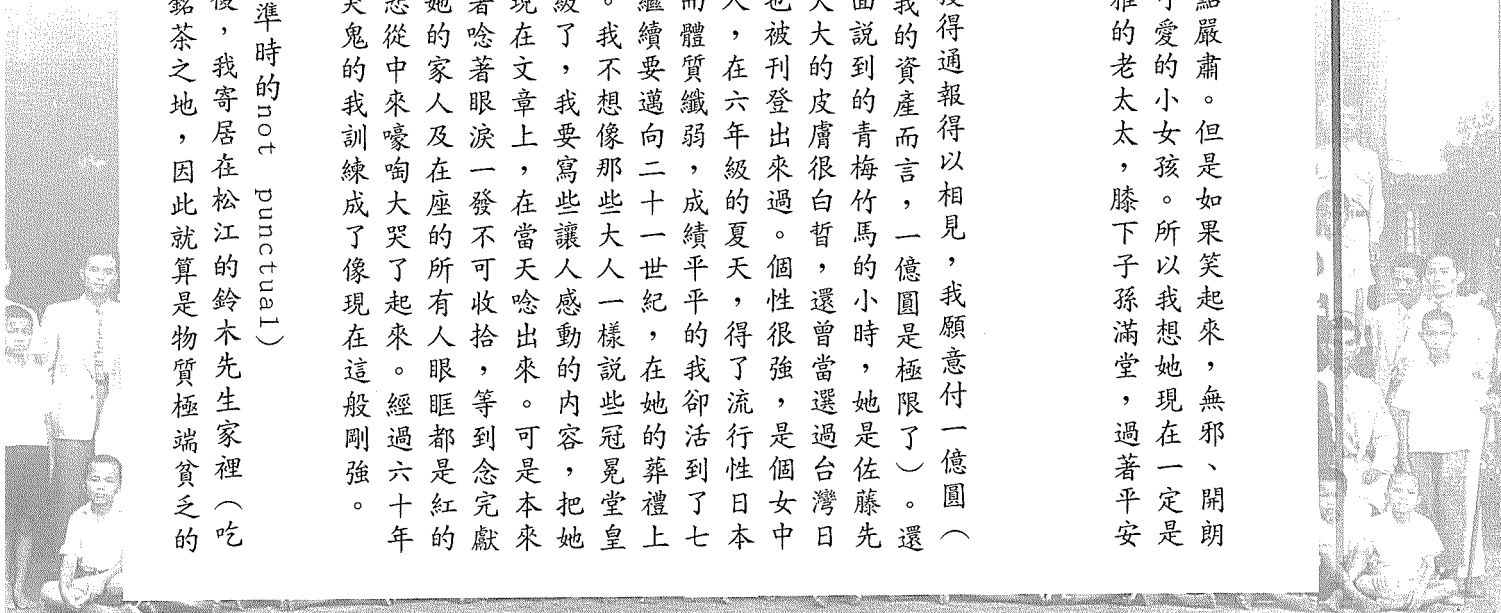 點嚴肅。但是如果笑起來,無邪、開朗
愛的小女孩。所以我想她現在一定是
雅的老太太,膝下子孫滿堂,過著平安
得通報得以相見,我願意付一億圓(
我的資產而言,一億圓是極限了)。還
面說到的青梅竹馬的小時,她是佐藤先
大的皮膚很白皙,還曾當選過台灣日
也被刊登出來過。個性很強,是個女中
人,在六年級的夏天,得了流行性日本
而體質纖弱,成績平平的我卻活到了七
繼續要邁向二十一世紀,在她的葬禮上
。我不想像那些大人一樣說些冠冕堂皇
級了,我要寫些讓人感動的內容,把她
現在文章上,在當天唸出來。可是本來
著唸著眼淚一發不可收拾,等到念完獻
她的家人及在座的所有人眼眶都是紅的
悲從中來嚎啕大哭了起來。經過六十年
哭鬼的我訓練成了像現在這般剛強。
準時的not punctual)
後,我寄居在松江的鈴木先生家裡(吃
銘茶之地,因此就算是物質極端貧乏的